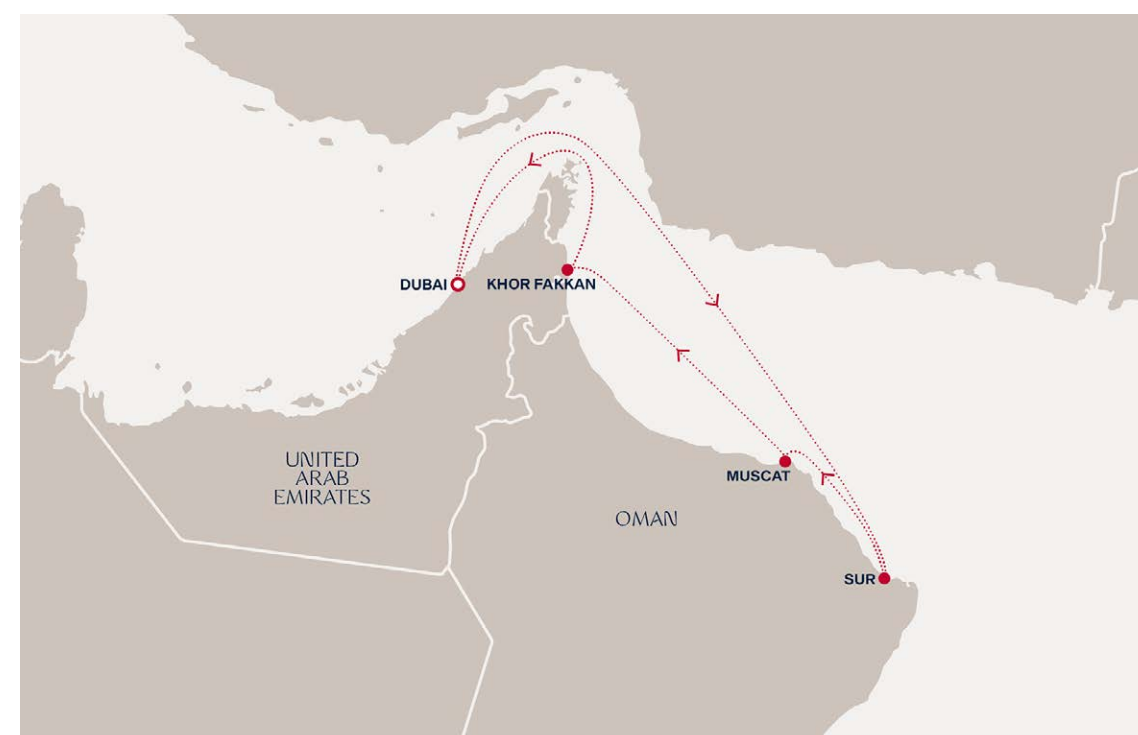 DUBAI
KHOR FAKKAN
UNITED
ARAB
EMIRATES
MUSCAT
OMAN
SUR